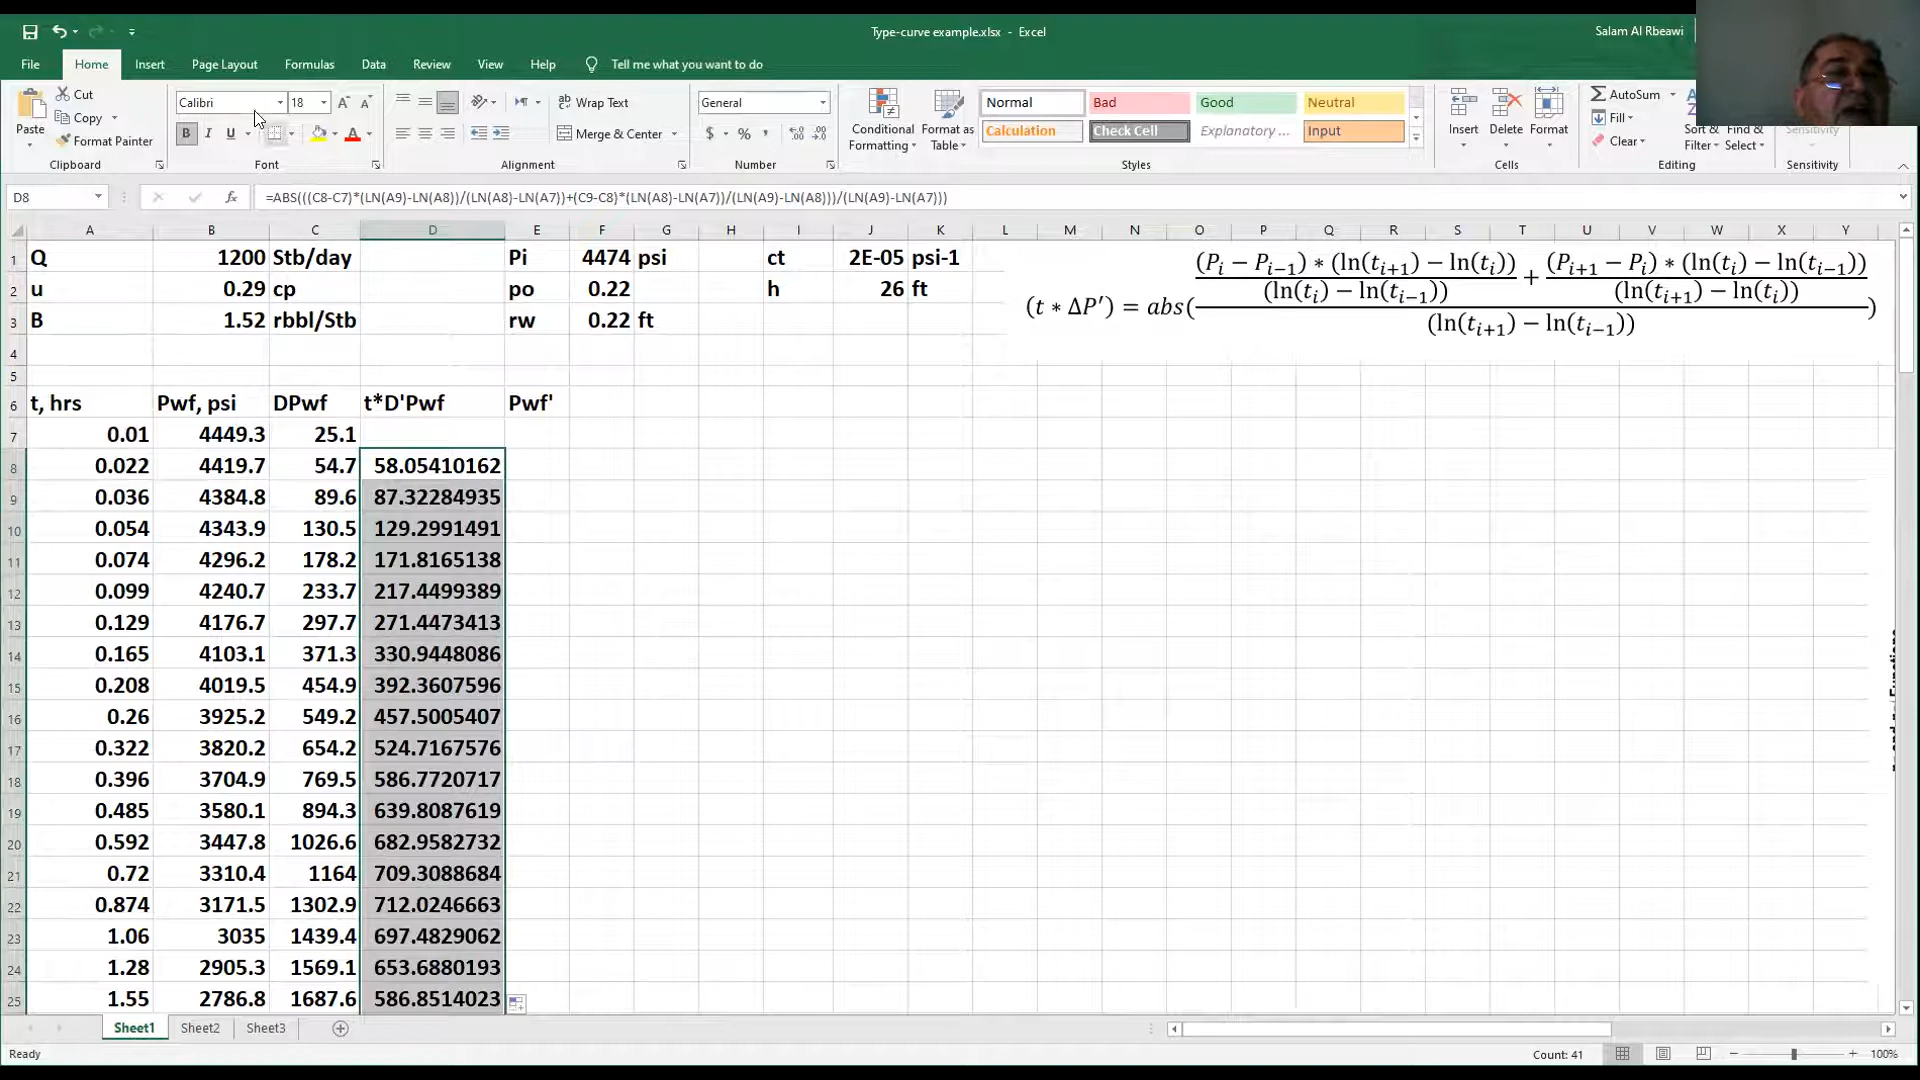 Type-curve example.xlsx - Excel
Salam Al Rbeawi
File Home Insert Page Layout Formulas Data Review View Help Tell me what you want to do
Paste
Cut
Copy
Format Painter
Clipboard
Calibri 18
B I U
Font
Wrap Text
Merge & Center
Alignment
General
$ %
Number
Conditional Formatting
Format as Table
Normal Bad Good Neutral
Calculation Check Cell Explanatory ... Input
Styles
Insert Delete Format
Cells
AutoSum
Fill
Clear
Sort & Filter
Find & Select
Editing
Sensitivity
Sensitivity
D8
=ABS(((C8-C7)*(LN(A9)-LN(A8))/(LN(A8)-LN(A7))+(C9-C8)*(LN(A8)-LN(A7))/(LN(A9)-LN(A8)))/(LN(A9)-LN(A7)))
A B C D E F G H I J K L M N O P Q R S T U V W X Y
1 Q 1200 Stb/day Pi 4474 psi ct 2E-05 psi-1
2 u 0.29 cp po 0.22 h 26 ft
3 B 1.52 rbbl/Stb rw 0.22 ft
(t ∗ ΔP′) = abs( (P_i − P_{i−1}) ∗ (ln(t_{i+1}) − ln(t_i)) / (ln(t_i) − ln(t_{i−1})) + (P_{i+1} − P_i) ∗ (ln(t_i) − ln(t_{i−1})) / (ln(t_{i+1}) − ln(t_i)) / (ln(t_{i+1}) − ln(t_{i−1})) )
4
5
6 t, hrs Pwf, psi DPwf t*D'Pwf Pwf'
7 0.01 4449.3 25.1
8 0.022 4419.7 54.7 58.05410162
9 0.036 4384.8 89.6 87.32284935
10 0.054 4343.9 130.5 129.2991491
11 0.074 4296.2 178.2 171.8165138
12 0.099 4240.7 233.7 217.4499389
13 0.129 4176.7 297.7 271.4473413
14 0.165 4103.1 371.3 330.9448086
15 0.208 4019.5 454.9 392.3607596
16 0.26 3925.2 549.2 457.5005407
17 0.322 3820.2 654.2 524.7167576
18 0.396 3704.9 769.5 586.7720717
19 0.485 3580.1 894.3 639.8087619
20 0.592 3447.8 1026.6 682.9582732
21 0.72 3310.4 1164 709.3088684
22 0.874 3171.5 1302.9 712.0246663
23 1.06 3035 1439.4 697.4829062
24 1.28 2905.3 1569.1 653.6880193
25 1.55 2786.8 1687.6 586.8514023
Sheet1 Sheet2 Sheet3
Ready
Count: 41
100%